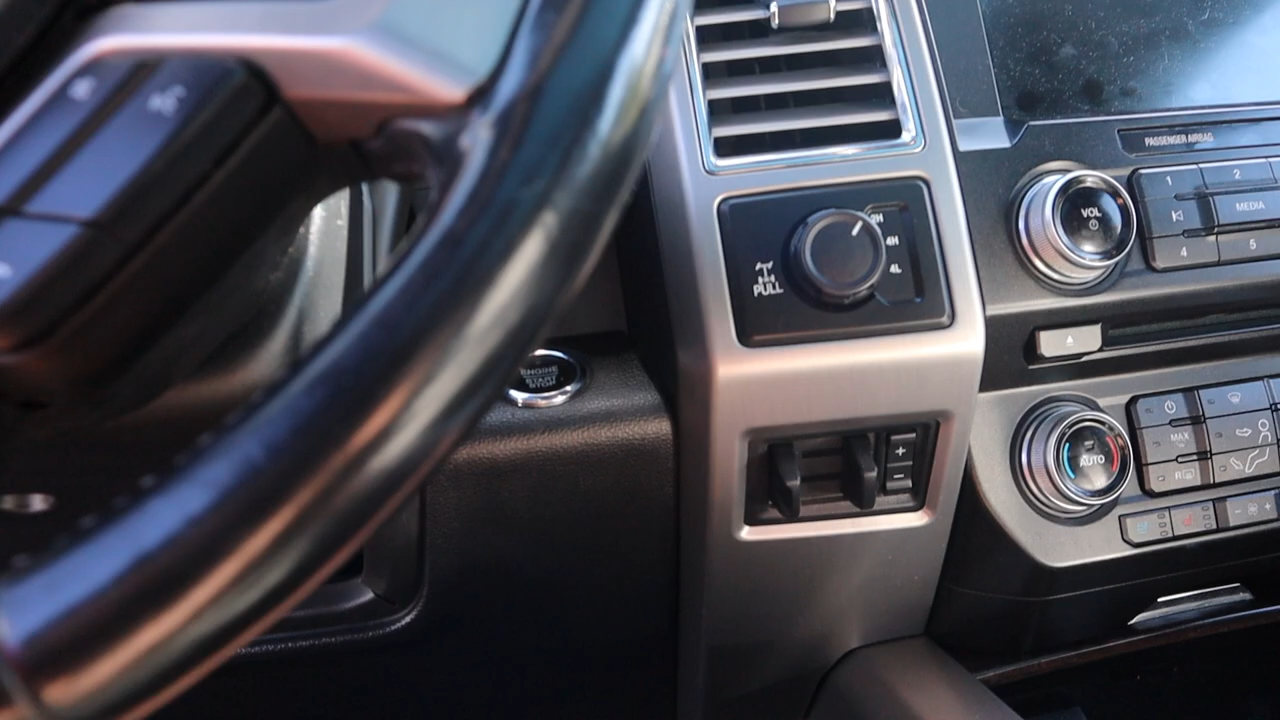 PASSENGER AIRBAG
2H
4H
4L
PULL
VOL
1
2
MEDIA
4
5
ENGINE
START
STOP
MAX
AUTO
R
+
−
− +